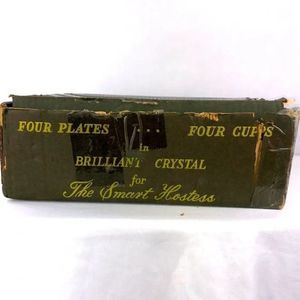 FOUR PLATES ... FOUR CUPS
in
BRILLIANT CRYSTAL
for
The Smart Hostess